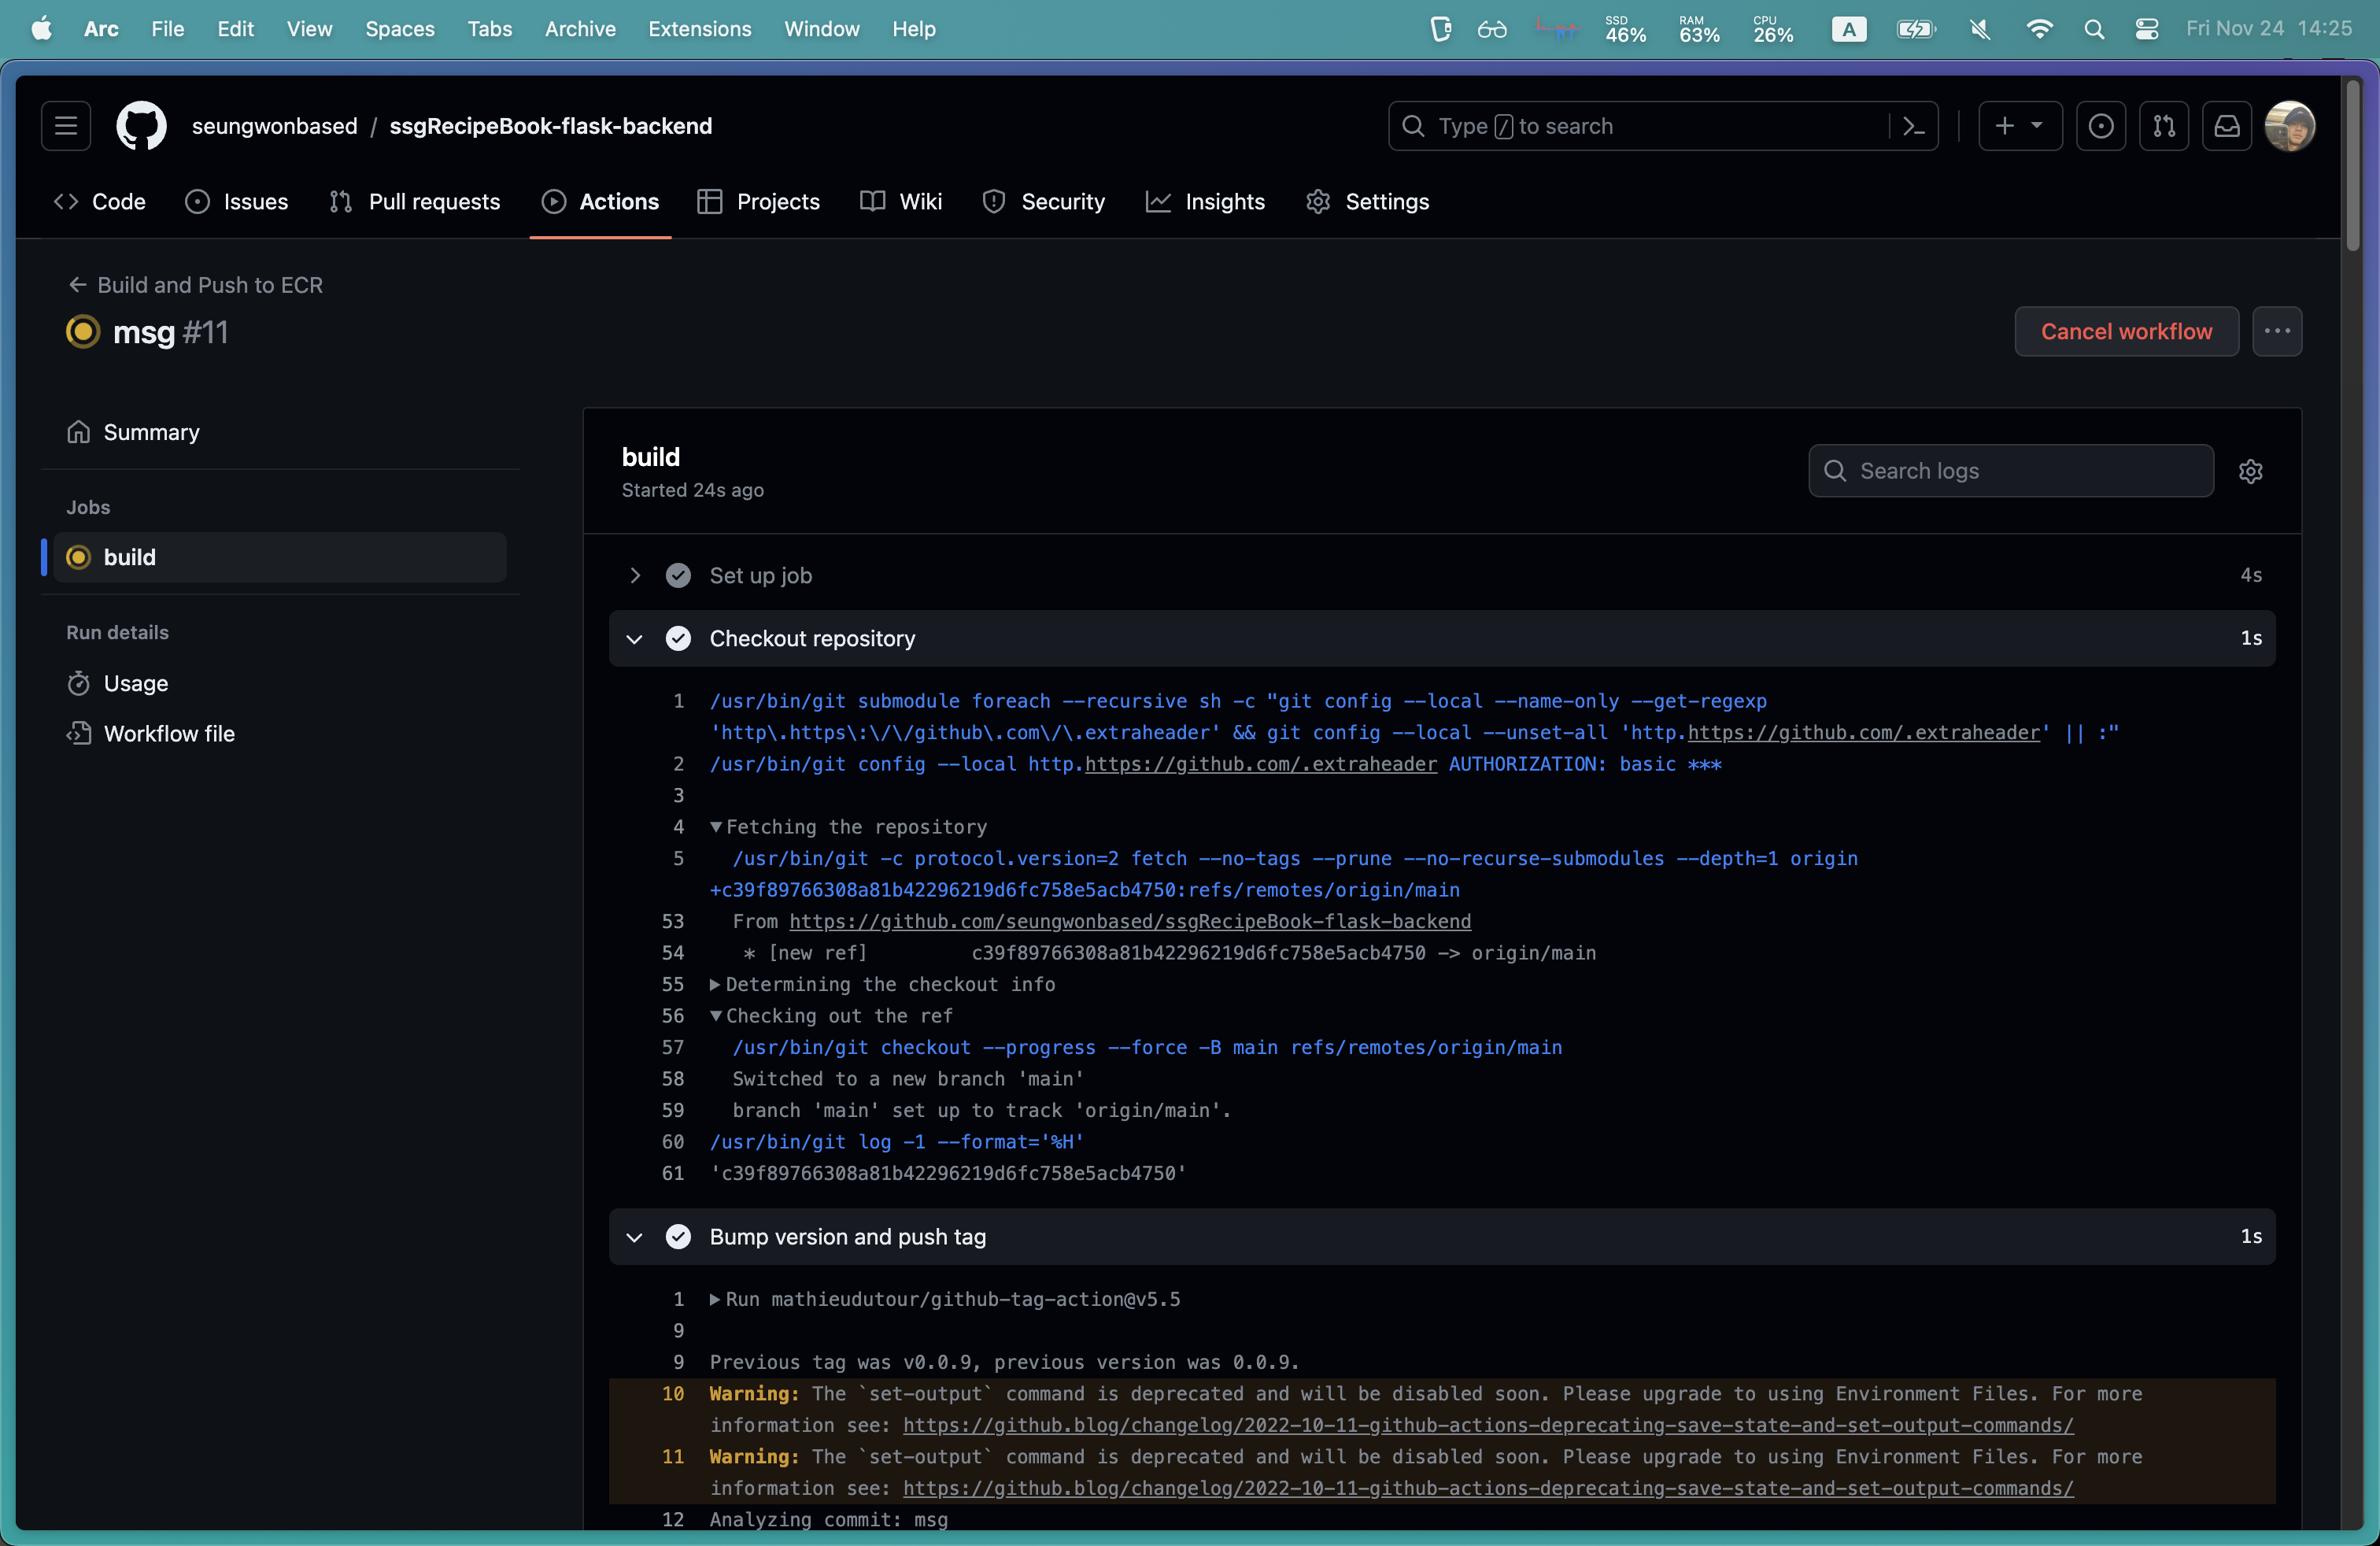 Arc File Edit View Spaces Tabs Archive Extensions Window Help SSD 46% RAM 63% CPU 26% A Fri Nov 24 14:25
seungwonbased / ssgRecipeBook-flask-backend Type / to search
Code Issues Pull requests Actions Projects Wiki Security Insights Settings
Build and Push to ECR
msg #11 Cancel workflow
Summary
Jobs
build
Run details
Usage
Workflow file
build
Started 24s ago
Search logs
Set up job 4s
Checkout repository 1s
1 /usr/bin/git submodule foreach --recursive sh -c "git config --local --name-only --get-regexp
'http\.https\:\/\/github\.com\/\.extraheader' && git config --local --unset-all 'http.https://github.com/.extraheader' || :"
2 /usr/bin/git config --local http.https://github.com/.extraheader AUTHORIZATION: basic ***
3
4 ▼Fetching the repository
5 /usr/bin/git -c protocol.version=2 fetch --no-tags --prune --no-recurse-submodules --depth=1 origin
+c39f89766308a81b42296219d6fc758e5acb4750:refs/remotes/origin/main
53 From https://github.com/seungwonbased/ssgRecipeBook-flask-backend
54 * [new ref] c39f89766308a81b42296219d6fc758e5acb4750 -> origin/main
55 ▶Determining the checkout info
56 ▼Checking out the ref
57 /usr/bin/git checkout --progress --force -B main refs/remotes/origin/main
58 Switched to a new branch 'main'
59 branch 'main' set up to track 'origin/main'.
60 /usr/bin/git log -1 --format='%H'
61 'c39f89766308a81b42296219d6fc758e5acb4750'
Bump version and push tag 1s
1 ▶Run mathieudutour/github-tag-action@v5.5
9
9 Previous tag was v0.0.9, previous version was 0.0.9.
10 Warning: The `set-output` command is deprecated and will be disabled soon. Please upgrade to using Environment Files. For more
information see: https://github.blog/changelog/2022-10-11-github-actions-deprecating-save-state-and-set-output-commands/
11 Warning: The `set-output` command is deprecated and will be disabled soon. Please upgrade to using Environment Files. For more
information see: https://github.blog/changelog/2022-10-11-github-actions-deprecating-save-state-and-set-output-commands/
12 Analyzing commit: msg